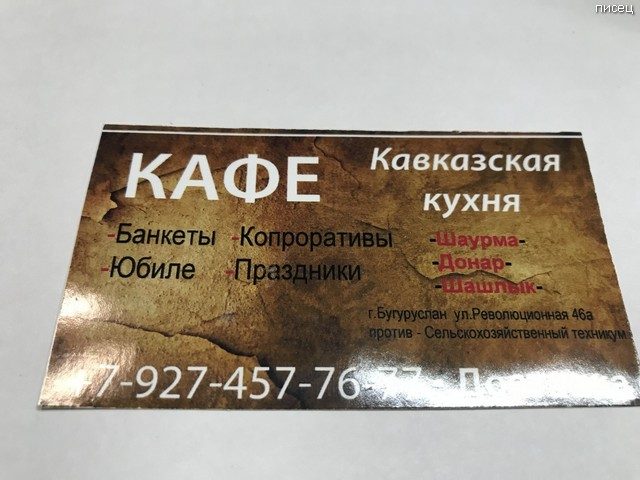 писец
КАФЕ
Кавказская
кухня
-Банкеты -Копроративы
-Юбиле -Праздники
-Шаурма-
-Донар-
-Шашлык-
г.Бугуруслан ул.Революционная 46а
против - Сельскохозяйственный техникум
7-927-457-76-77